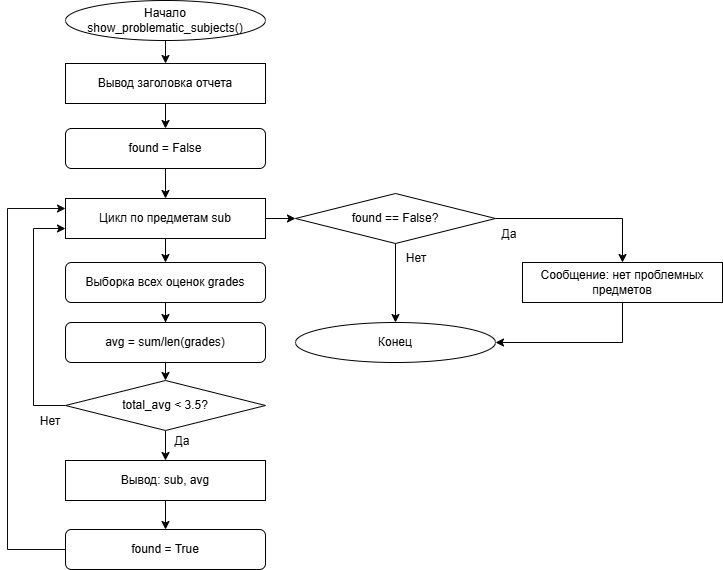 Начало
show_problematic_subjects()
Вывод заголовка отчета
found = False
Цикл по предметам sub
found == False?
Да
Нет
Сообщение: нет проблемных
предметов
Выборка всех оценок grades
avg = sum/len(grades)
Конец
total_avg < 3.5?
Нет
Да
Вывод: sub, avg
found = True